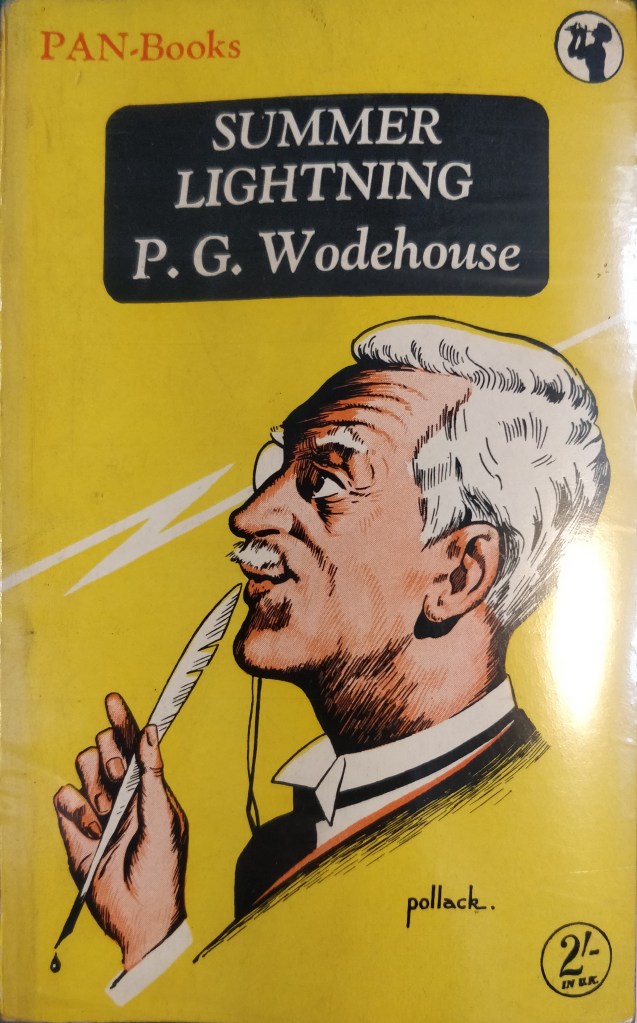 PAN-Books
SUMMER
LIGHTNING
P. G. Wodehouse
pollack.
2/-
IN U.K.